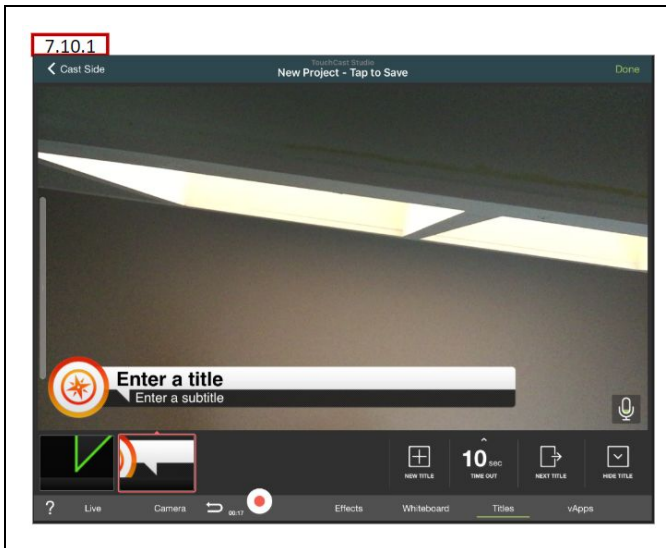 7.10.1
Cast Side
TouchCast Studio
New Project - Tap to Save
Done
Enter a title
Enter a subtitle
10 sec
NEW TITLE
TIME OUT
NEXT TITLE
HIDE TITLE
? Live Camera 00:17 Effects Whiteboard Titles vApps